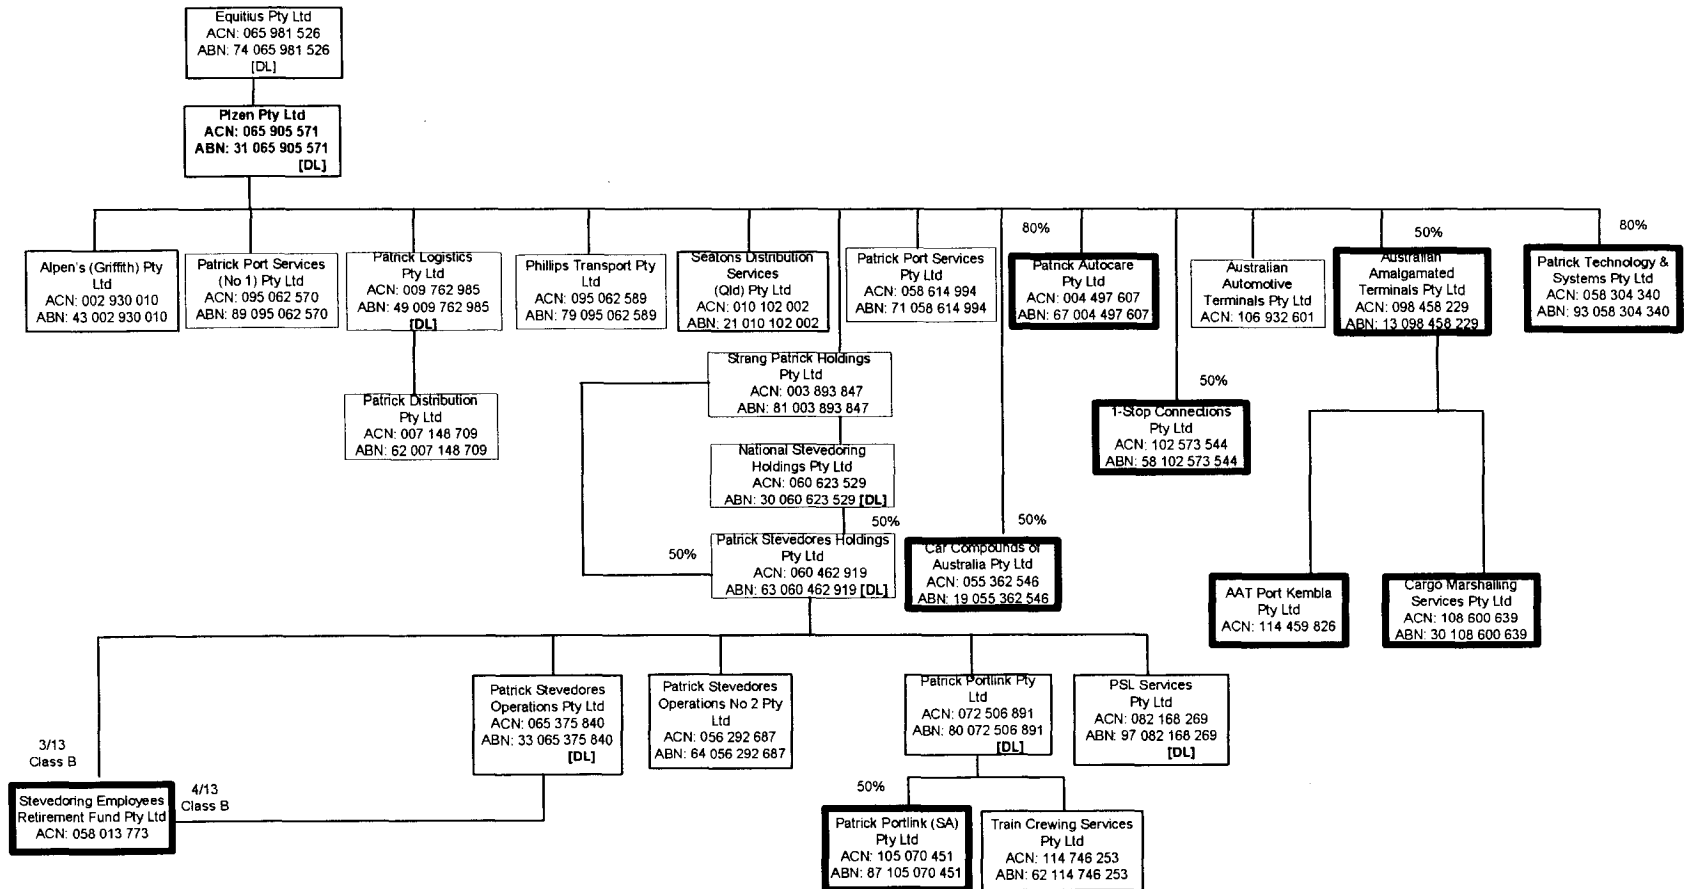 Equitius Pty Ltd
ACN: 065 981 526
ABN: 74 065 981 526
[DL]
Plzen Pty Ltd
ACN: 065 905 571
ABN: 31 065 905 571
[DL]
Alpen's (Griffith) Pty
Ltd
ACN: 002 930 010
ABN: 43 002 930 010
Patrick Port Services
(No 1) Pty Ltd
ACN: 095 062 570
ABN: 89 095 062 570
Patrick Logistics
Pty Ltd
ACN: 009 762 985
ABN: 49 009 762 985
[DL]
Phillips Transport Pty
Ltd
ACN: 095 062 589
ABN: 79 095 062 589
Seatons Distribution
Services
(Qld) Pty Ltd
ACN: 010 102 002
ABN: 21 010 102 002
Patrick Port Services
Pty Ltd
ACN: 058 614 994
ABN: 71 058 614 994
80%
Patrick Autocare
Pty Ltd
ACN: 004 497 607
ABN: 67 004 497 607
Australian
Automotive
Terminals Pty Ltd
ACN: 106 932 601
50%
Australian
Amalgamated
Terminals Pty Ltd
ACN: 098 458 229
ABN: 13 098 458 229
80%
Patrick Technology &
Systems Pty Ltd
ACN: 058 304 340
ABN: 93 058 304 340
Patrick Distribution
Pty Ltd
ACN: 007 148 709
ABN: 62 007 148 709
Strang Patrick Holdings
Pty Ltd
ACN: 003 893 847
ABN: 81 003 893 847
50%
1-Stop Connections
Pty Ltd
ACN: 102 573 544
ABN: 58 102 573 544
National Stevedoring
Holdings Pty Ltd
ACN: 060 623 529
ABN: 30 060 623 529 [DL]
50%
50%
Patrick Stevedores Holdings
Pty Ltd
ACN: 060 462 919
ABN: 63 060 462 919 [DL]
50%
Car Compounds of
Australia Pty Ltd
ACN: 055 362 546
ABN: 19 055 362 546
AAT Port Kembla
Pty Ltd
ACN: 114 459 826
Cargo Marshalling
Services Pty Ltd
ACN: 108 600 639
ABN: 30 108 600 639
Patrick Stevedores
Operations Pty Ltd
ACN: 065 375 840
ABN: 33 065 375 840
[DL]
Patrick Stevedores
Operations No 2 Pty
Ltd
ACN: 056 292 687
ABN: 64 056 292 687
Patrick Portlink Pty
Ltd
ACN: 072 506 891
ABN: 80 072 506 891
[DL]
PSL Services
Pty Ltd
ACN: 082 168 269
ABN: 97 082 168 269
[DL]
3/13
Class B
4/13
Class B
Stevedoring Employees
Retirement Fund Pty Ltd
ACN: 058 013 773
50%
Patrick Portlink (SA)
Pty Ltd
ACN: 105 070 451
ABN: 87 105 070 451
Train Crewing Services
Pty Ltd
ACN: 114 746 253
ABN: 62 114 746 253